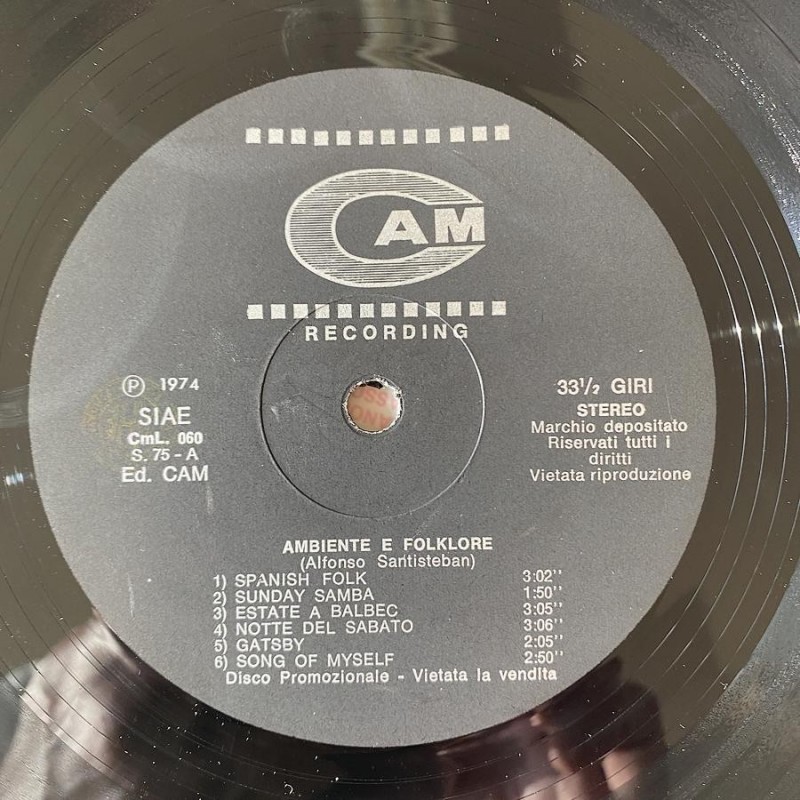 CAM
RECORDING
℗ 1974
SIAE
CmL. 060
S. 75 - A
Ed. CAM
33 1/2 GIRI
STEREO
Marchio depositato
Riservati tutti i
diritti
Vietata riproduzione
AMBIENTE E FOLKLORE
(Alfonso Santisteban)
1) SPANISH FOLK 3:02''
2) SUNDAY SAMBA 1:50''
3) ESTATE A BALBEC 3:05''
4) NOTTE DEL SABATO 3:06''
5) GATSBY 2:05''
6) SONG OF MYSELF 2:50''
Disco Promozionale - Vietata la vendita